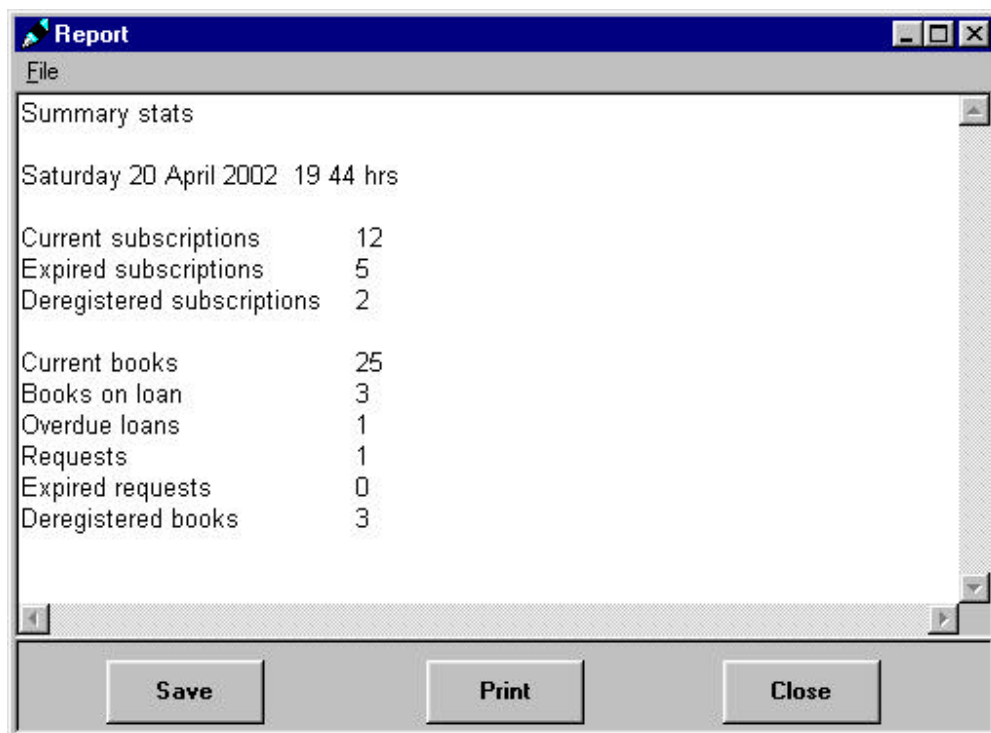 Report
File
Summary stats
Saturday 20 April 2002  19 44 hrs
Current subscriptions 12
Expired subscriptions 5
Deregistered subscriptions 2
Current books 25
Books on loan 3
Overdue loans 1
Requests 1
Expired requests 0
Deregistered books 3
Save Print Close